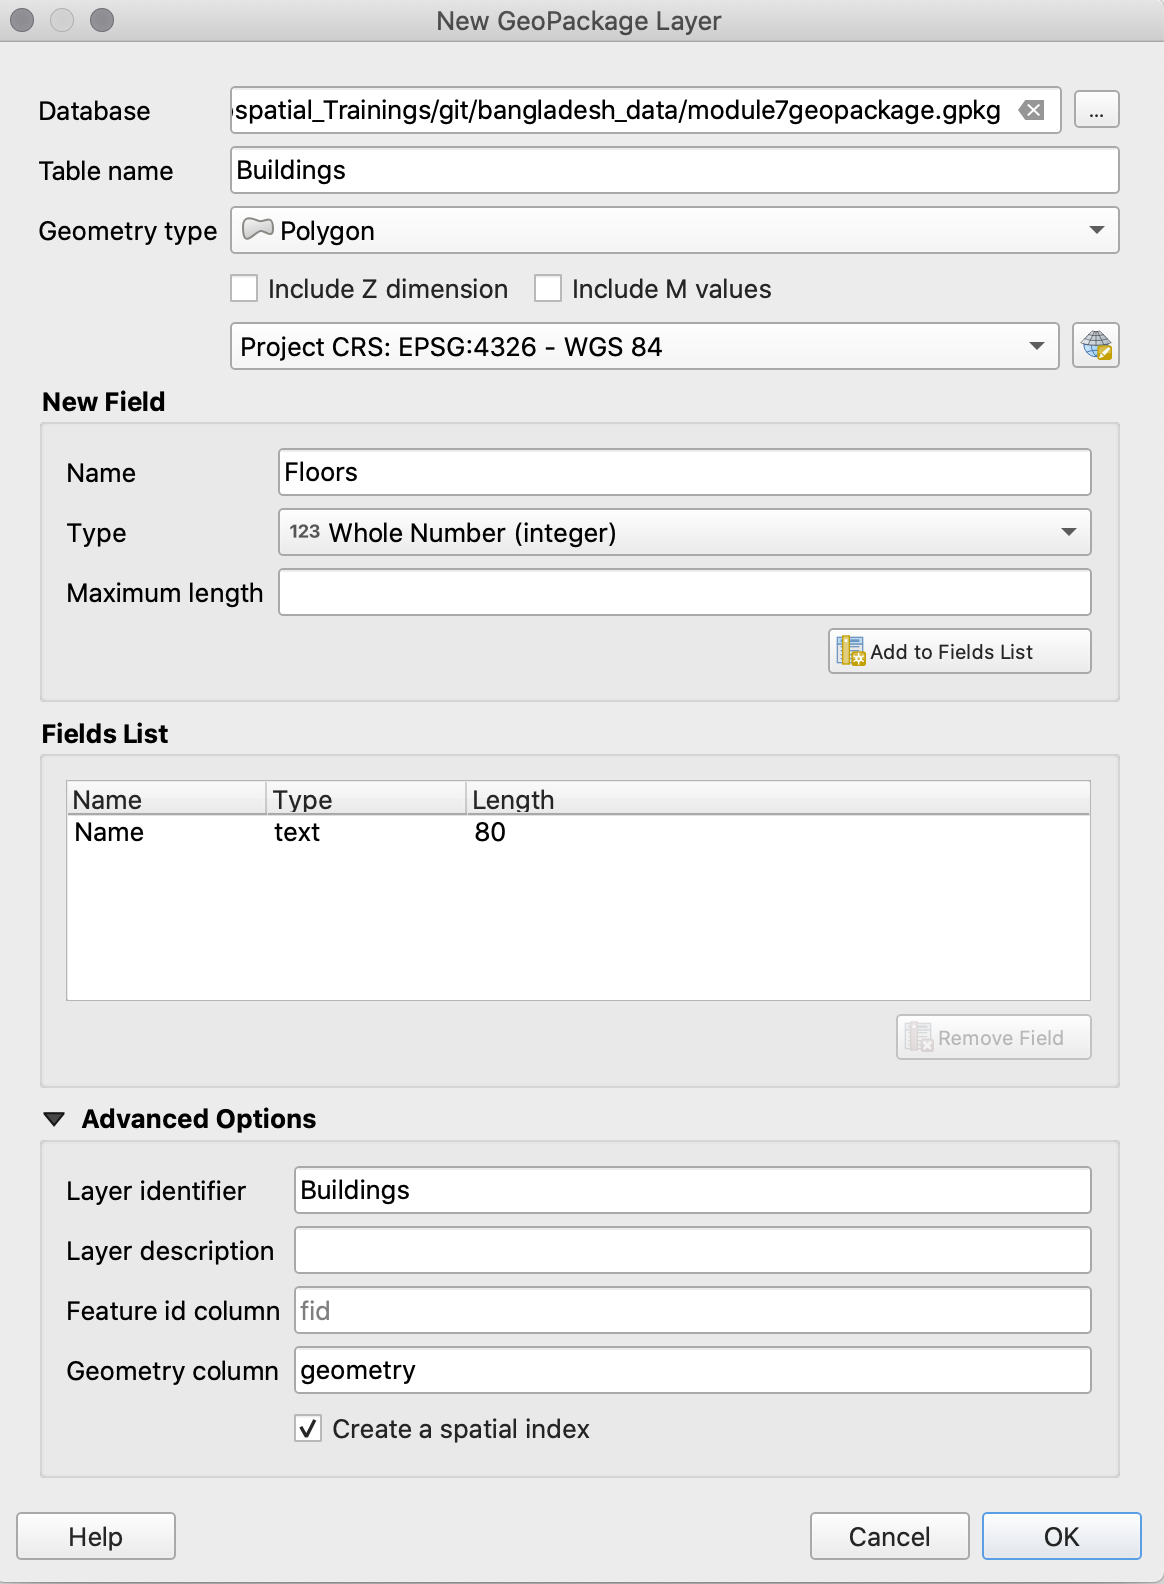 New GeoPackage Layer
Database spatial_Trainings/git/bangladesh_data/module7geopackage.gpkg ...
Table name Buildings
Geometry type Polygon
Include Z dimension Include M values
Project CRS: EPSG:4326 - WGS 84
New Field
Name Floors
Type 123 Whole Number (integer)
Maximum length
Add to Fields List
Fields List
Name Type Length
Name text 80
Remove Field
Advanced Options
Layer identifier Buildings
Layer description
Feature id column fid
Geometry column geometry
Create a spatial index
Help Cancel OK